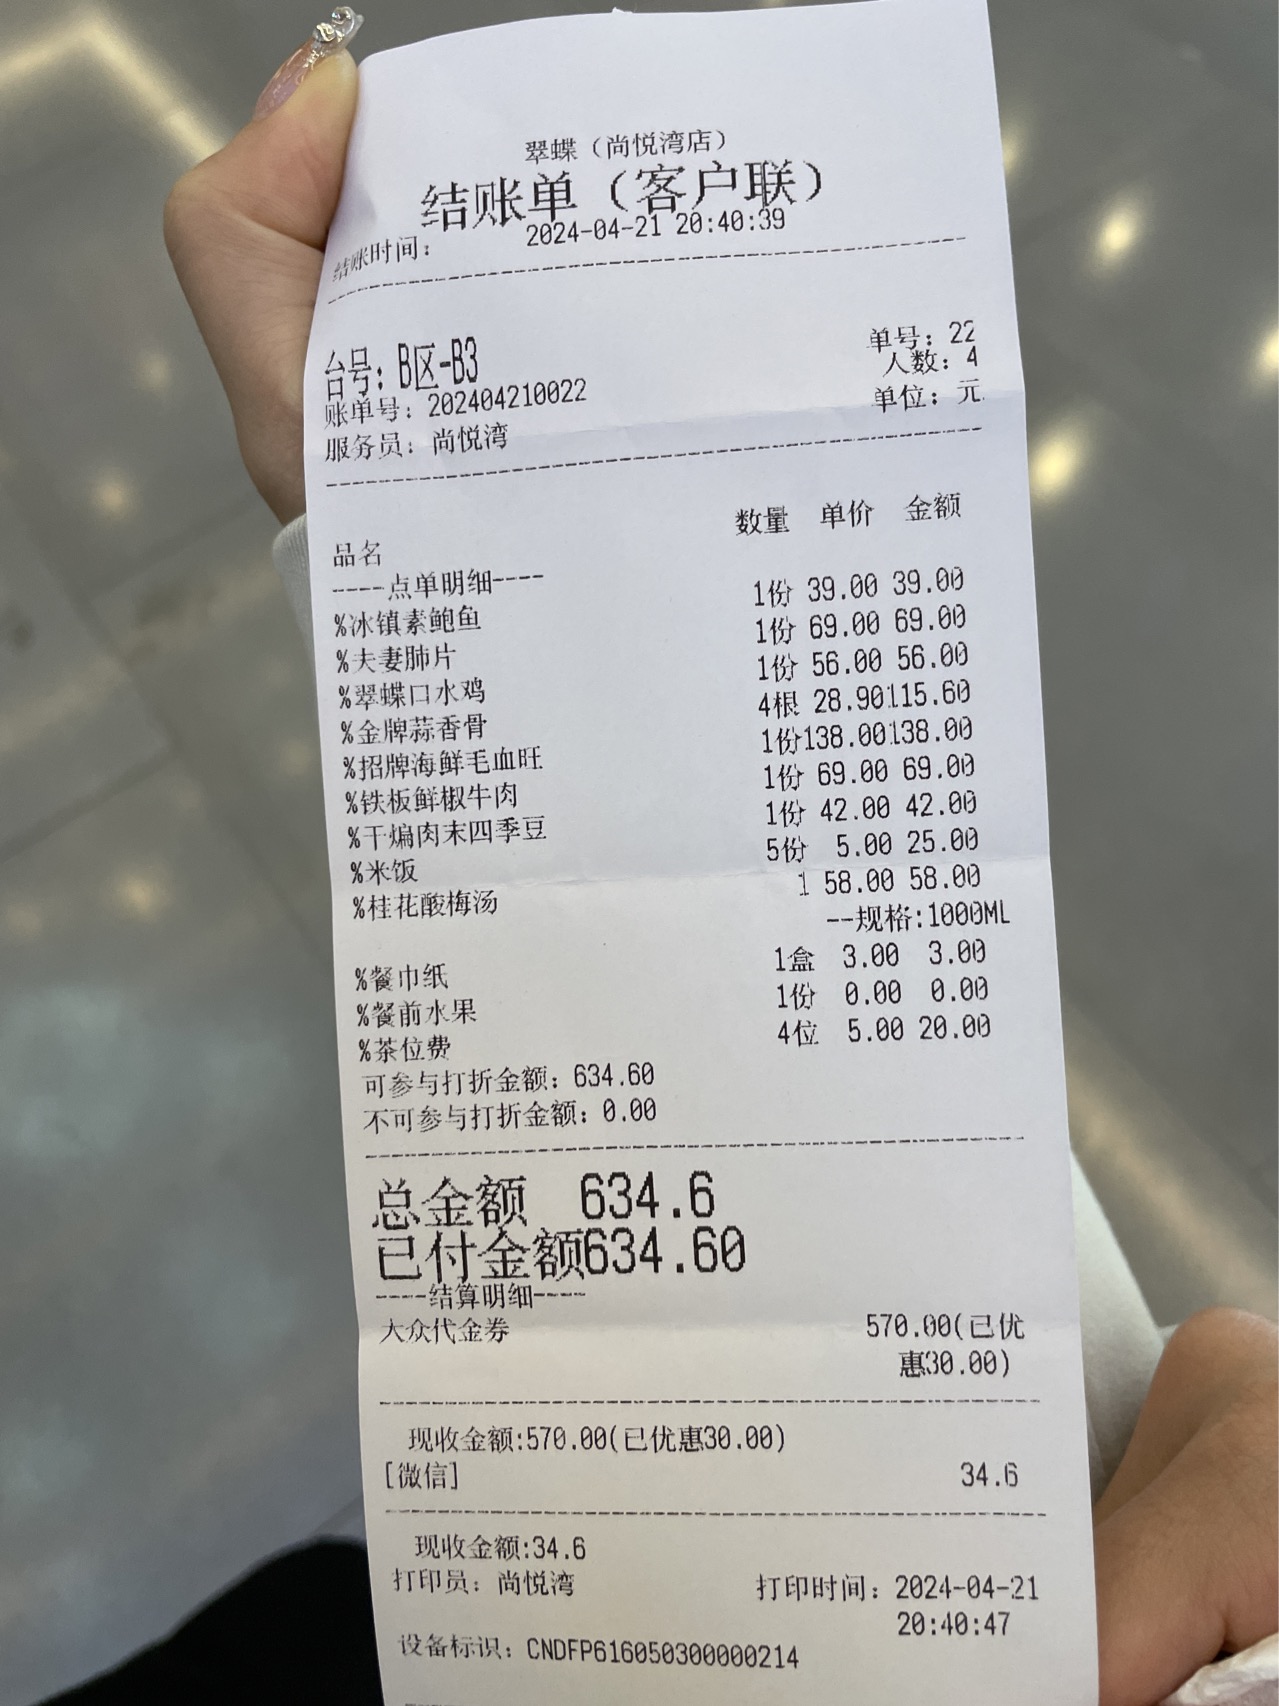 翠蝶（尚悦湾店）
结账单（客户联）
结账时间： 2024-04-21 20:40:39
台号：B区-B3 单号：22
人数：4
账单号：202404210022 单位：元
服务员：尚悦湾
品名 数量 单价 金额
----点单明细----
%冰镇素鲍鱼 1份 39.00 39.00
%夫妻肺片 1份 69.00 69.00
%翠蝶口水鸡 1份 56.00 56.00
%金牌蒜香骨 4根 28.90 115.60
%招牌海鲜毛血旺 1份 138.00 138.00
%铁板鲜椒牛肉 1份 69.00 69.00
%干煸肉末四季豆 1份 42.00 42.00
%米饭 5份 5.00 25.00
%桂花酸梅汤 1 58.00 58.00
--规格:1000ML
%餐巾纸 1盒 3.00 3.00
%餐前水果 1份 0.00 0.00
%茶位费 4位 5.00 20.00
可参与打折金额：634.60
不可参与打折金额：0.00
总金额 634.6
已付金额634.60
----结算明细----
大众代金券 570.00(已优
惠30.00)
现收金额:570.00(已优惠30.00)
[微信] 34.6
现收金额:34.6
打印员：尚悦湾 打印时间：2024-04-21
20:40:47
设备标识：CNDFP616050300000214